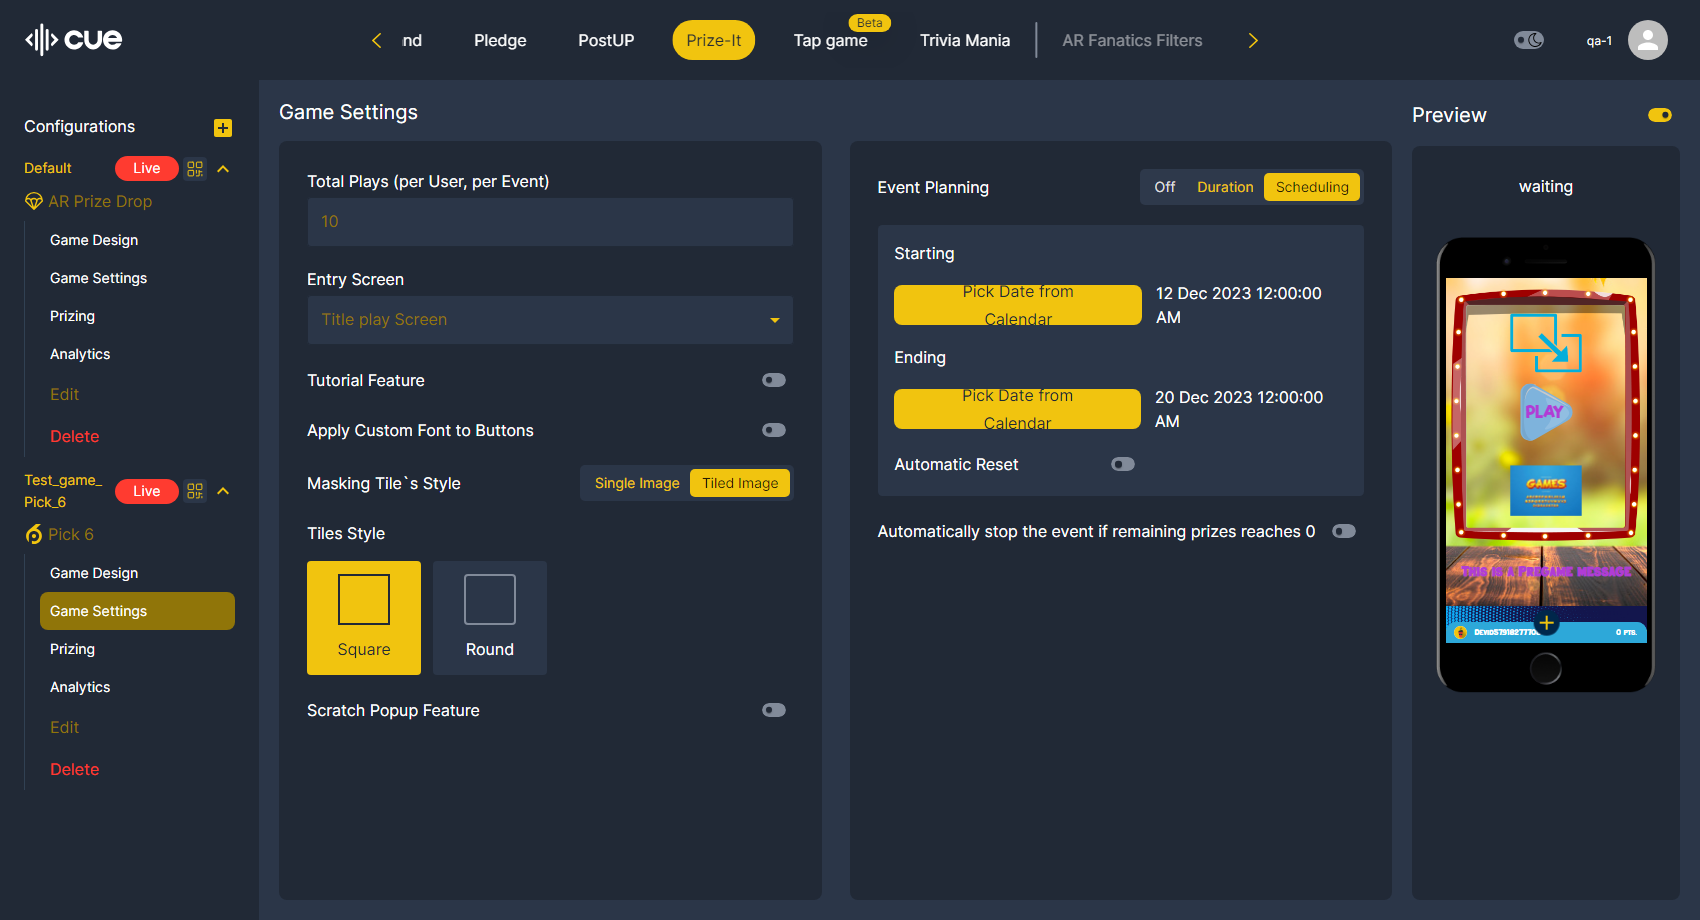 cue
nd
Pledge
PostUP
Prize-It
Beta
Tap game
Trivia Mania
AR Fanatics Filters
qa-1
Configurations
Default
Live
AR Prize Drop
Game Design
Game Settings
Prizing
Analytics
Edit
Delete
Test_game_
Pick_6
Live
Pick 6
Game Design
Game Settings
Prizing
Analytics
Edit
Delete
Game Settings
Total Plays (per User, per Event)
10
Entry Screen
Title play Screen
Tutorial Feature
Apply Custom Font to Buttons
Masking Tile`s Style
Single Image
Tiled Image
Tiles Style
Square
Round
Scratch Popup Feature
Event Planning
Off
Duration
Scheduling
Starting
Pick Date from
Calendar
12 Dec 2023 12:00:00
AM
Ending
Pick Date from
Calendar
20 Dec 2023 12:00:00
AM
Automatic Reset
Automatically stop the event if remaining prizes reaches 0
Preview
waiting
PLAY
GAMES
This is a Pregame message
0 pts.